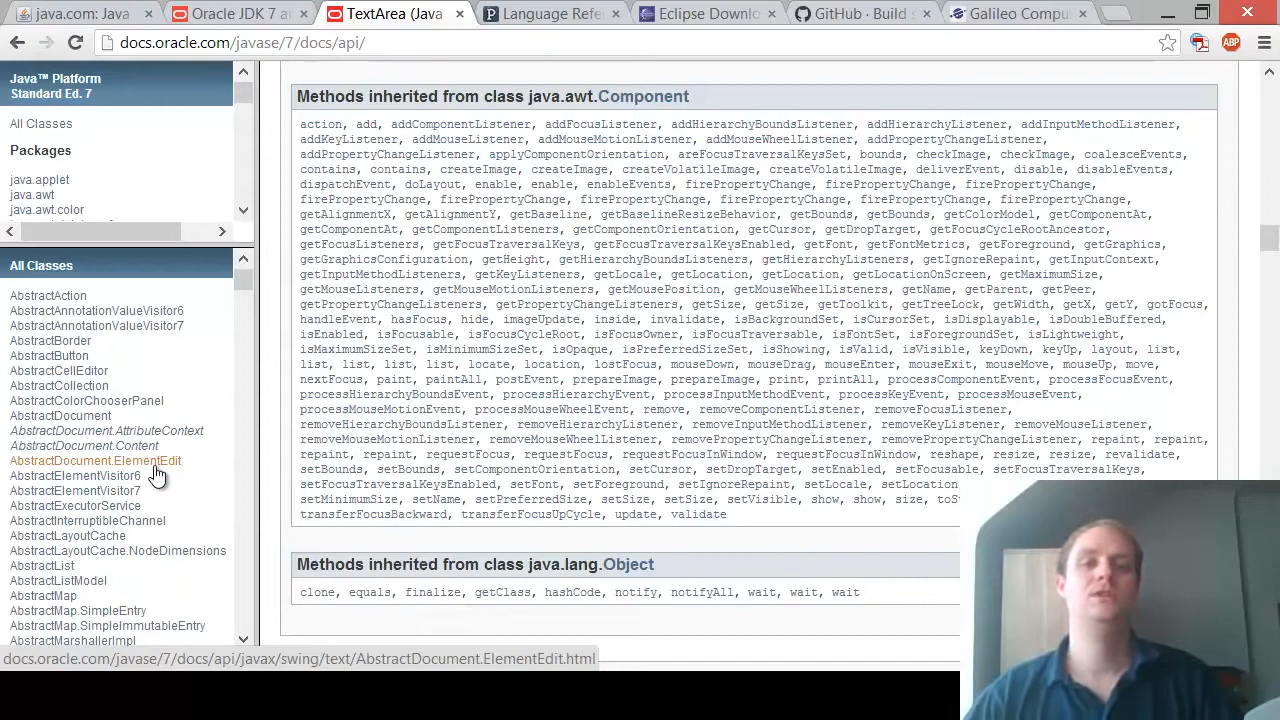 java.com: Java
Oracle JDK 7 a
TextArea (Java
Language Refe
Eclipse Downlo
GitHub · Build
Galileo Compu
docs.oracle.com/javase/7/docs/api/
ABP
Java™ Platform
Standard Ed. 7
All Classes
Packages
java.applet
java.awt
java.awt.color
All Classes
AbstractAction
AbstractAnnotationValueVisitor6
AbstractAnnotationValueVisitor7
AbstractBorder
AbstractButton
AbstractCellEditor
AbstractCollection
AbstractColorChooserPanel
AbstractDocument
AbstractDocument.AttributeContext
AbstractDocument.Content
AbstractDocument.ElementEdit
AbstractElementVisitor6
AbstractElementVisitor7
AbstractExecutorService
AbstractInterruptibleChannel
AbstractLayoutCache
AbstractLayoutCache.NodeDimensions
AbstractList
AbstractListModel
AbstractMap
AbstractMap.SimpleEntry
AbstractMap.SimpleImmutableEntry
AbstractMarshallerImpl
Methods inherited from class java.awt.Component
action, add, addComponentListener, addFocusListener, addHierarchyBoundsListener, addHierarchyListener, addInputMethodListener,
addKeyListener, addMouseListener, addMouseMotionListener, addMouseWheelListener, addPropertyChangeListener,
addPropertyChangeListener, applyComponentOrientation, areFocusTraversalKeysSet, bounds, checkImage, checkImage, coalesceEvents,
contains, contains, createImage, createImage, createVolatileImage, createVolatileImage, deliverEvent, disable, disableEvents,
dispatchEvent, doLayout, enable, enable, enableEvents, firePropertyChange, firePropertyChange, firePropertyChange,
firePropertyChange, firePropertyChange, firePropertyChange, firePropertyChange, firePropertyChange,
getAlignmentX, getAlignmentY, getBaseline, getBaselineResizeBehavior, getBounds, getBounds, getColorModel, getComponentAt,
getComponentAt, getComponentListeners, getComponentOrientation, getCursor, getDropTarget, getFocusCycleRootAncestor,
getFocusListeners, getFocusTraversalKeys, getFocusTraversalKeysEnabled, getFont, getFontMetrics, getForeground, getGraphics,
getGraphicsConfiguration, getHeight, getHierarchyBoundsListeners, getHierarchyListeners, getIgnoreRepaint, getInputContext,
getInputMethodListeners, getKeyListeners, getLocale, getLocation, getLocation, getLocationOnScreen, getMaximumSize,
getMouseListeners, getMouseMotionListeners, getMousePosition, getMouseWheelListeners, getName, getParent, getPeer,
getPropertyChangeListeners, getPropertyChangeListeners, getSize, getSize, getToolkit, getTreeLock, getWidth, getX, getY, gotFocus,
handleEvent, hasFocus, hide, imageUpdate, inside, invalidate, isBackgroundSet, isCursorSet, isDisplayable, isDoubleBuffered,
isEnabled, isFocusable, isFocusCycleRoot, isFocusOwner, isFocusTraversable, isFontSet, isForegroundSet, isLightweight,
isMaximumSizeSet, isMinimumSizeSet, isOpaque, isPreferredSizeSet, isShowing, isValid, isVisible, keyDown, keyUp, layout, list,
list, list, list, list, locate, location, lostFocus, mouseDown, mouseDrag, mouseEnter, mouseExit, mouseMove, mouseUp, move,
nextFocus, paint, paintAll, postEvent, prepareImage, prepareImage, print, printAll, processComponentEvent, processFocusEvent,
processHierarchyBoundsEvent, processHierarchyEvent, processInputMethodEvent, processKeyEvent, processMouseEvent,
processMouseMotionEvent, processMouseWheelEvent, remove, removeComponentListener, removeFocusListener,
removeHierarchyBoundsListener, removeHierarchyListener, removeInputMethodListener, removeKeyListener, removeMouseListener,
removeMouseMotionListener, removeMouseWheelListener, removePropertyChangeListener, removePropertyChangeListener, repaint, repaint,
repaint, repaint, requestFocus, requestFocus, requestFocusInWindow, requestFocusInWindow, reshape, resize, resize, revalidate,
setBounds, setBounds, setComponentOrientation, setCursor, setDropTarget, setEnabled, setFocusable, setFocusTraversalKeys,
setFocusTraversalKeysEnabled, setFont, setForeground, setIgnoreRepaint, setLocale, setLocation,
setMinimumSize, setName, setPreferredSize, setSize, setSize, setVisible, show, show, size,
transferFocusBackward, transferFocusUpCycle, update, validate
Methods inherited from class java.lang.Object
clone, equals, finalize, getClass, hashCode, notify, notifyAll, wait, wait, wait
docs.oracle.com/javase/7/docs/api/javax/swing/text/AbstractDocument.ElementEdit.html